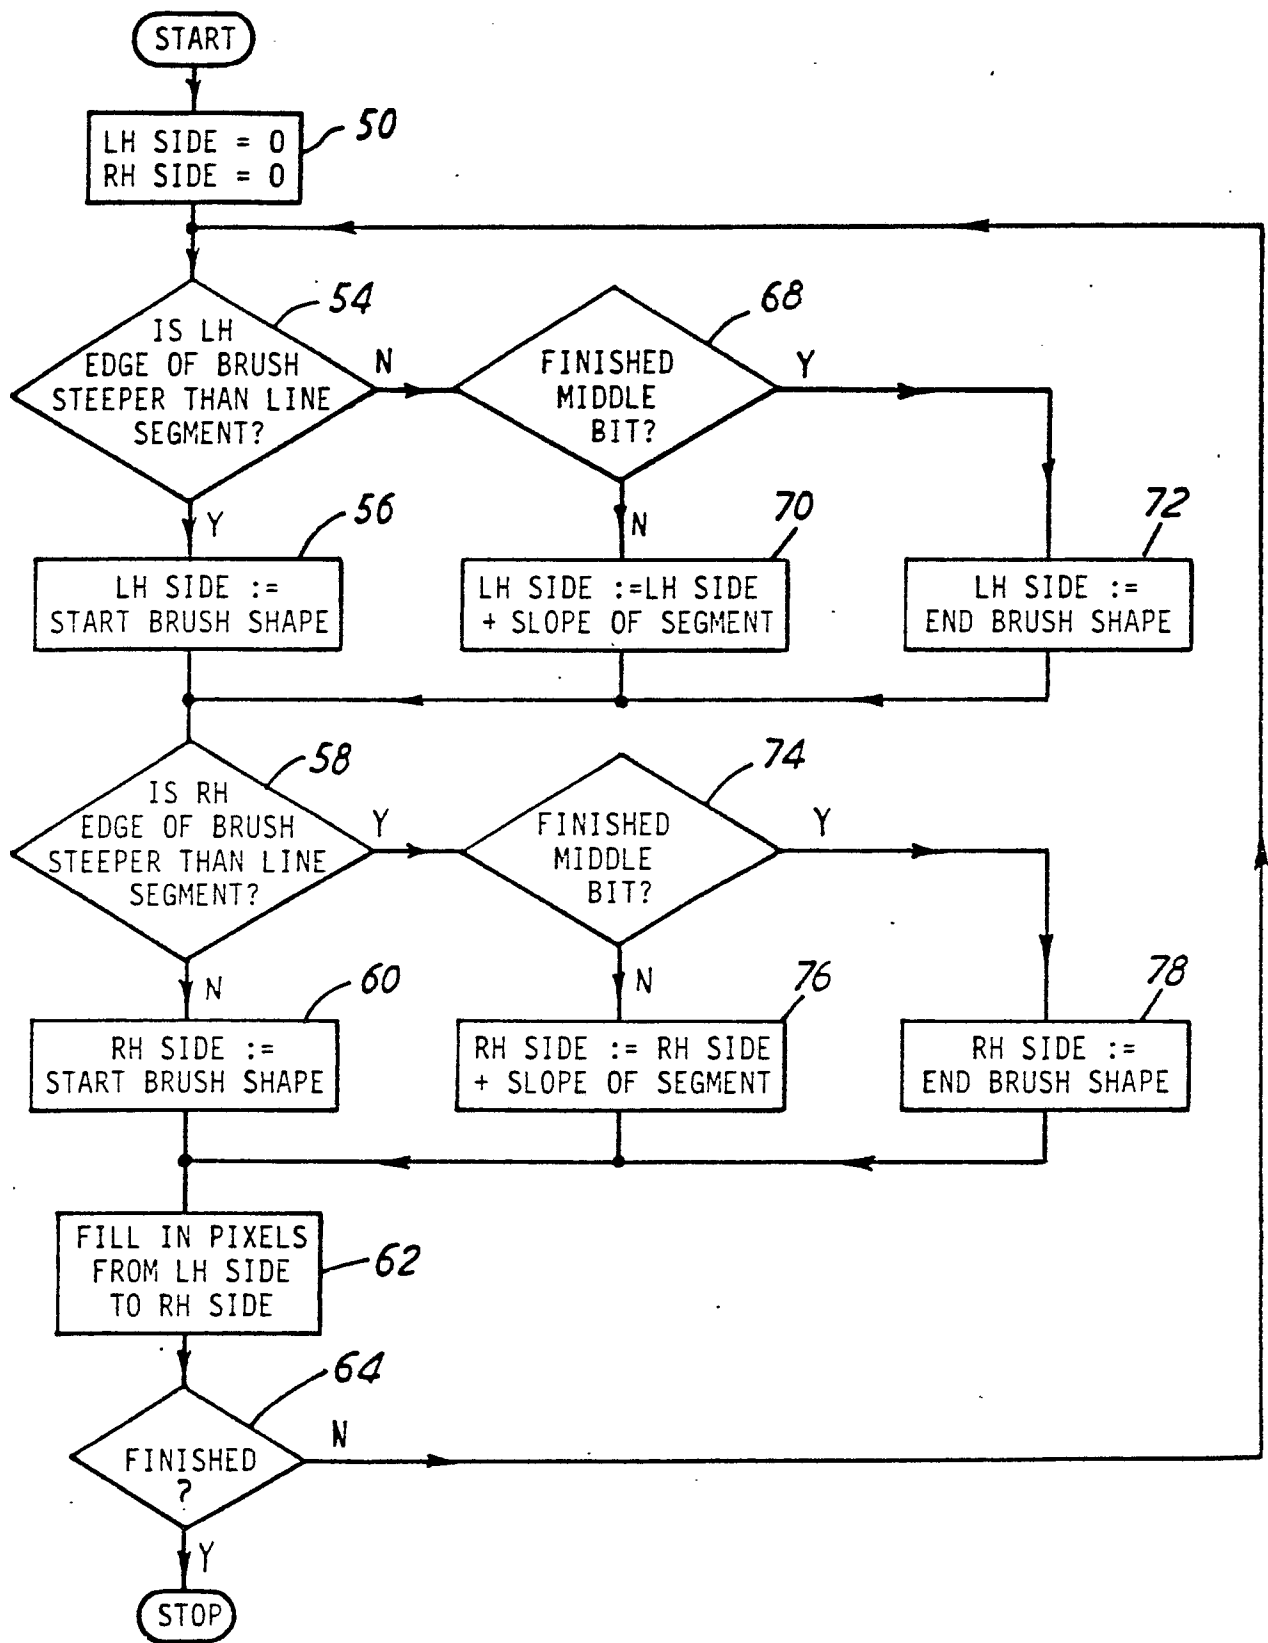 START
LH SIDE = 0
RH SIDE = 0
50
IS LH
EDGE OF BRUSH
STEEPER THAN LINE
SEGMENT?
54
N
Y
FINISHED
MIDDLE
BIT?
68
Y
N
LH SIDE :=
START BRUSH SHAPE
56
LH SIDE :=LH SIDE
+ SLOPE OF SEGMENT
70
LH SIDE :=
END BRUSH SHAPE
72
IS RH
EDGE OF BRUSH
STEEPER THAN LINE
SEGMENT?
58
Y
N
FINISHED
MIDDLE
BIT?
74
Y
N
RH SIDE :=
START BRUSH SHAPE
60
RH SIDE := RH SIDE
+ SLOPE OF SEGMENT
76
RH SIDE :=
END BRUSH SHAPE
78
FILL IN PIXELS
FROM LH SIDE
TO RH SIDE
62
FINISHED
?
64
N
Y
STOP